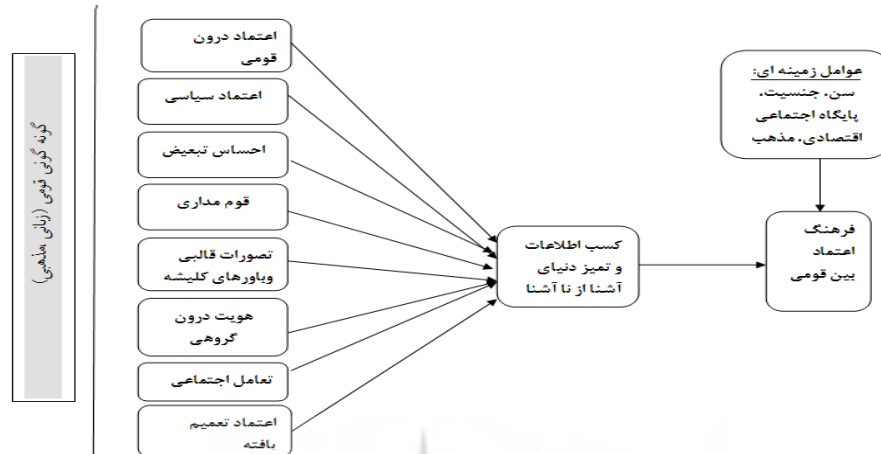 گونه گونی قومی (زبانی مذهبی)
اعتماد درون
قومی
اعتماد سیاسی
احساس تبعیض
قوم مداری
تصورات قالبی
وباورهای کلیشه
هویت درون
گروهی
تعامل اجتماعی
اعتماد تعمیم
یافته
کسب اطلاعات
و تمیز دنیای
آشنا از نا آشنا
عوامل زمینه ای:
سن. جنسیت.
پایگاه اجتماعی
اقتصادی. مذهب
فرهنگ
اعتماد
بین قومی